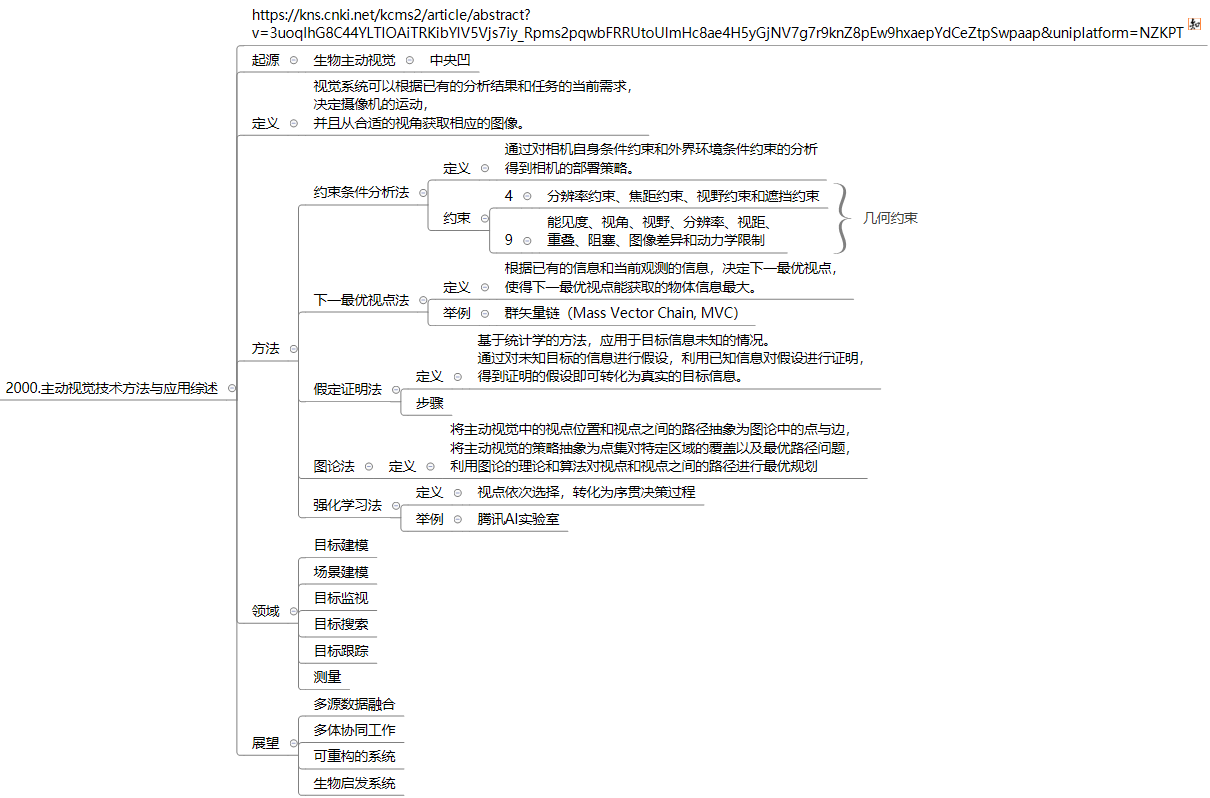 https://kns.cnki.net/kcms2/article/abstract?
v=3uoqIhG8C44YLTlOAiTRKibYlV5Vjs7iy_Rpms2pqwbFRRUtoUImHc8ae4H5yGjNV7g7r9knZ8pEw9hxaepYdCeZtpSwpaap&uniplatform=NZKPT
起源
生物主动视觉
中央凹
定义
视觉系统可以根据已有的分析结果和任务的当前需求，
决定摄像机的运动，
并且从合适的视角获取相应的图像。
2000.主动视觉技术方法与应用综述
方法
约束条件分析法
定义
通过对相机自身条件约束和外界环境条件约束的分析
得到相机的部署策略。
约束
4
分辨率约束、焦距约束、视野约束和遮挡约束
9
能见度、视角、视野、分辨率、视距、
重叠、阻塞、图像差异和动力学限制
几何约束
下一最优视点法
定义
根据已有的信息和当前观测的信息，决定下一最优视点，
使得下一最优视点能获取的物体信息最大。
举例
群矢量链（Mass Vector Chain, MVC）
假定证明法
定义
基于统计学的方法，应用于目标信息未知的情况。
通过对未知目标的信息进行假设，利用已知信息对假设进行证明，
得到证明的假设即可转化为真实的目标信息。
步骤
图论法
定义
将主动视觉中的视点位置和视点之间的路径抽象为图论中的点与边，
将主动视觉的策略抽象为点集对特定区域的覆盖以及最优路径问题，
利用图论的理论和算法对视点和视点之间的路径进行最优规划
强化学习法
定义
视点依次选择，转化为序贯决策过程
举例
腾讯AI实验室
领域
目标建模
场景建模
目标监视
目标搜索
目标跟踪
测量
展望
多源数据融合
多体协同工作
可重构的系统
生物启发系统